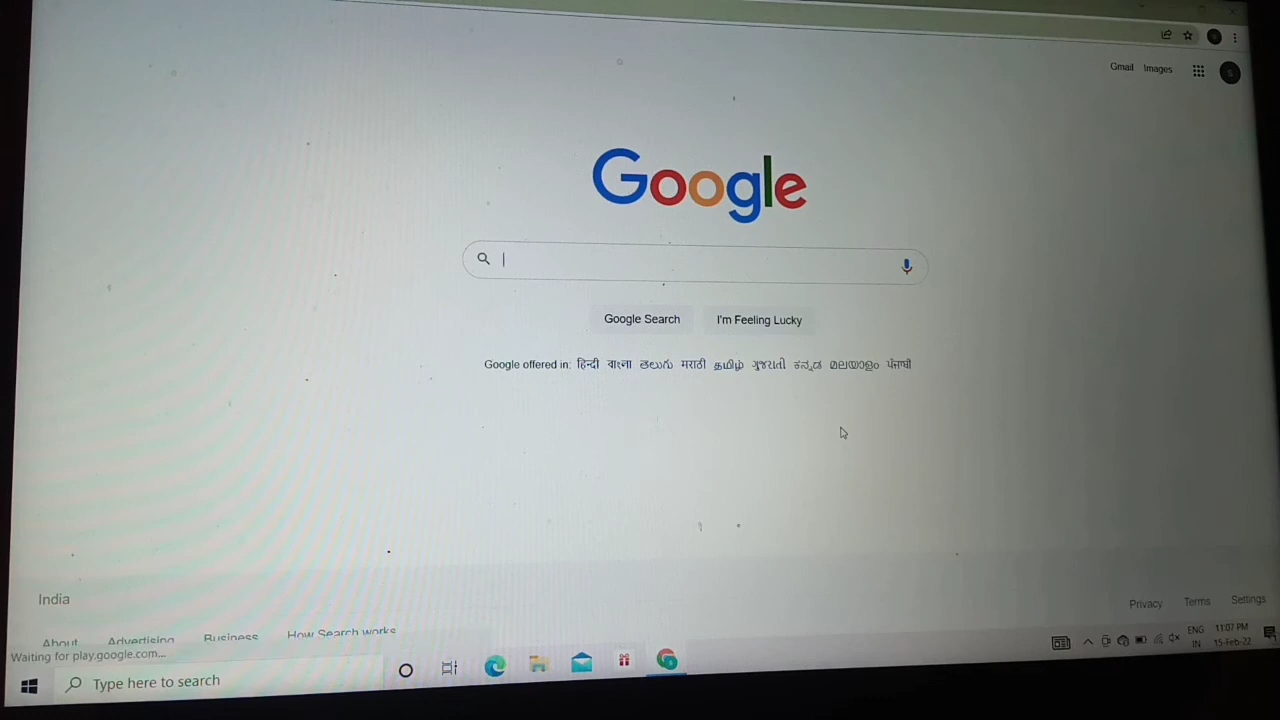 Gmail Images
Google
Google Search I'm Feeling Lucky
Google offered in: हिन्दी বাংলা తెలుగు मराठी தமிழ் ગુજરાતી ಕನ್ನಡ മലയാളം ਪੰਜਾਬੀ
India
Privacy Terms Settings
About Advertising Business How Search works
Waiting for play.google.com...
Type here to search
ENG
IN
11:07 PM
15-Feb-22